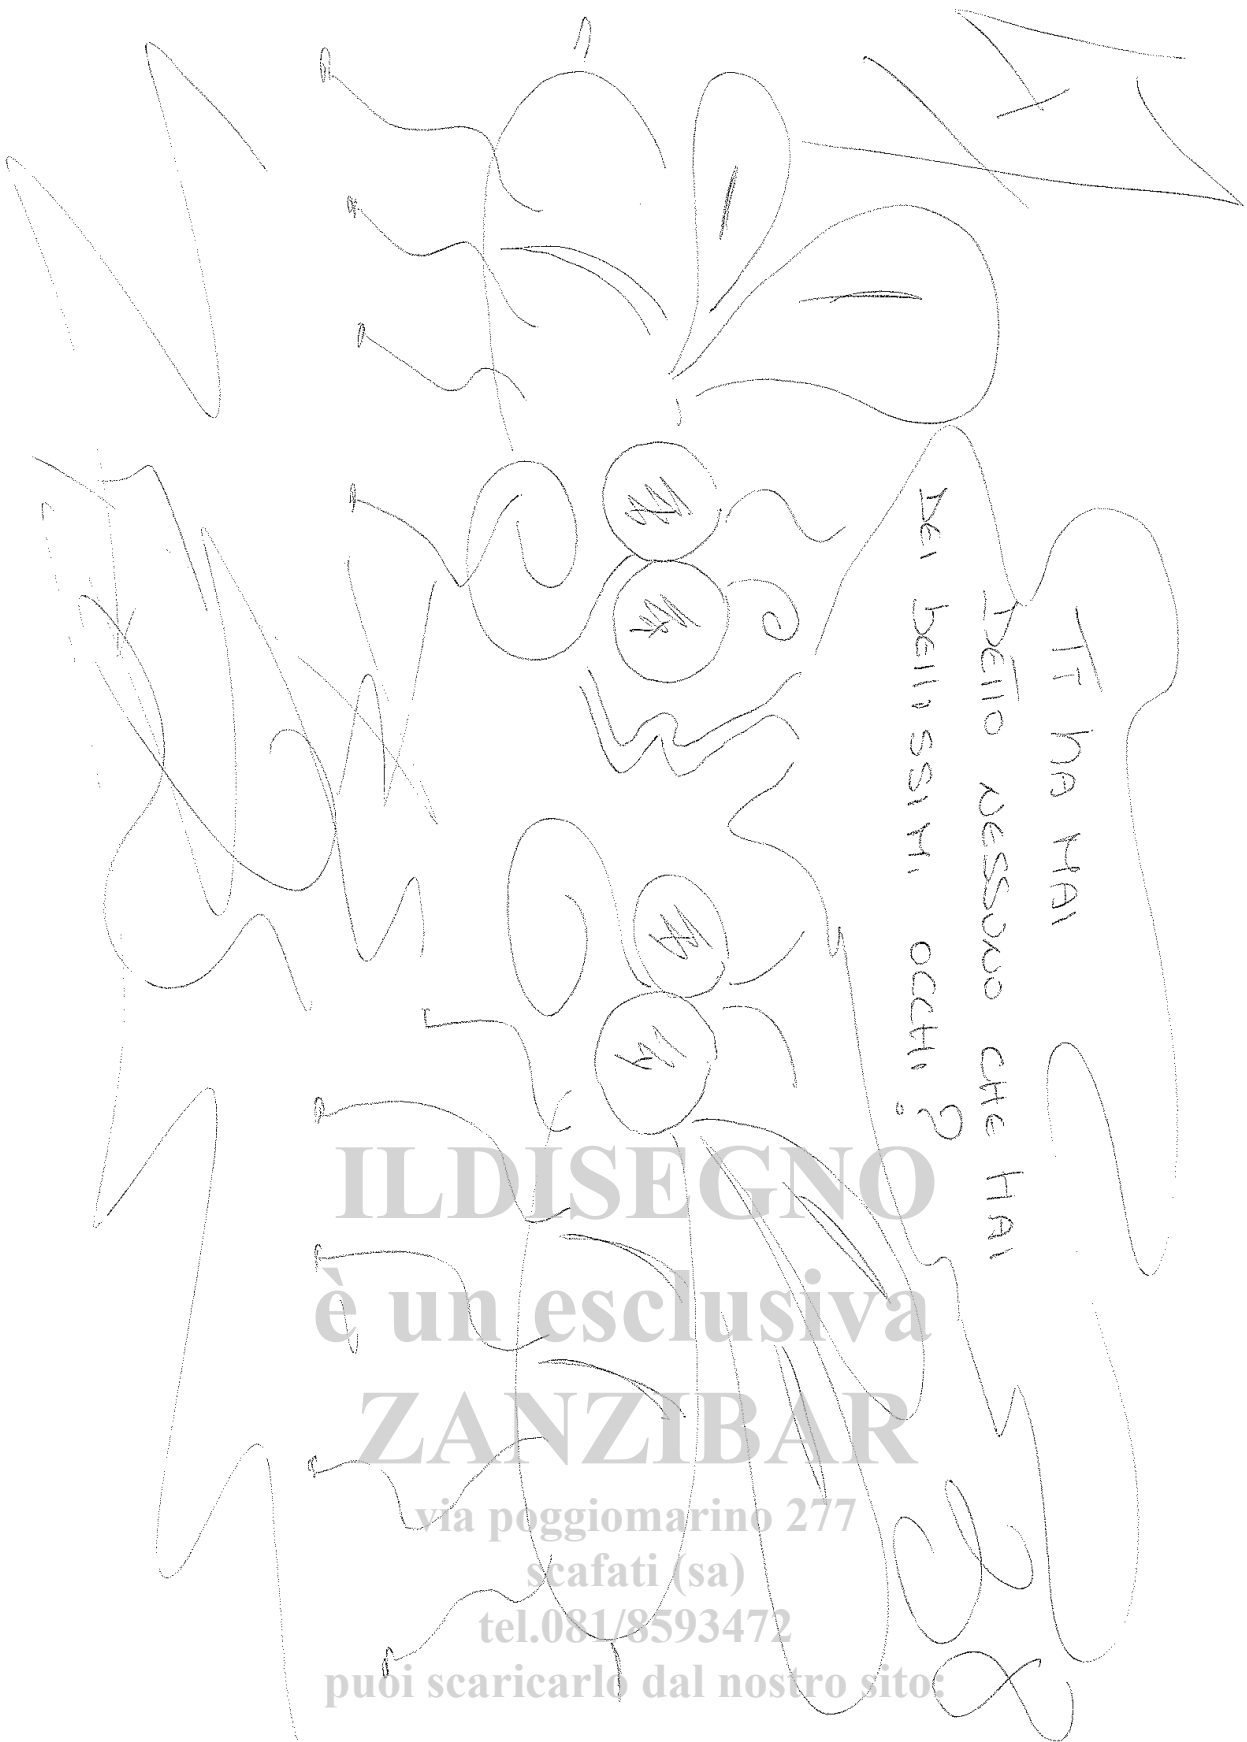 TI HA MAI
DETTO NESSUNO CHE HAI
DEI BELLISSIMI OCCHI?
38
ILDISEGNO
è un esclusiva
ZANZIBAR
via poggiomarino 277
scafati (sa)
tel.081/8593472
puoi scaricarlo dal nostro sito: